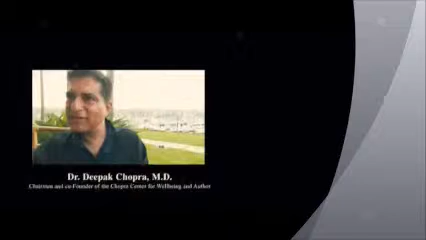 Dr. Deepak Chopra, M.D.
Chairman and co-Founder of the Chopra Center for Wellbeing and Author